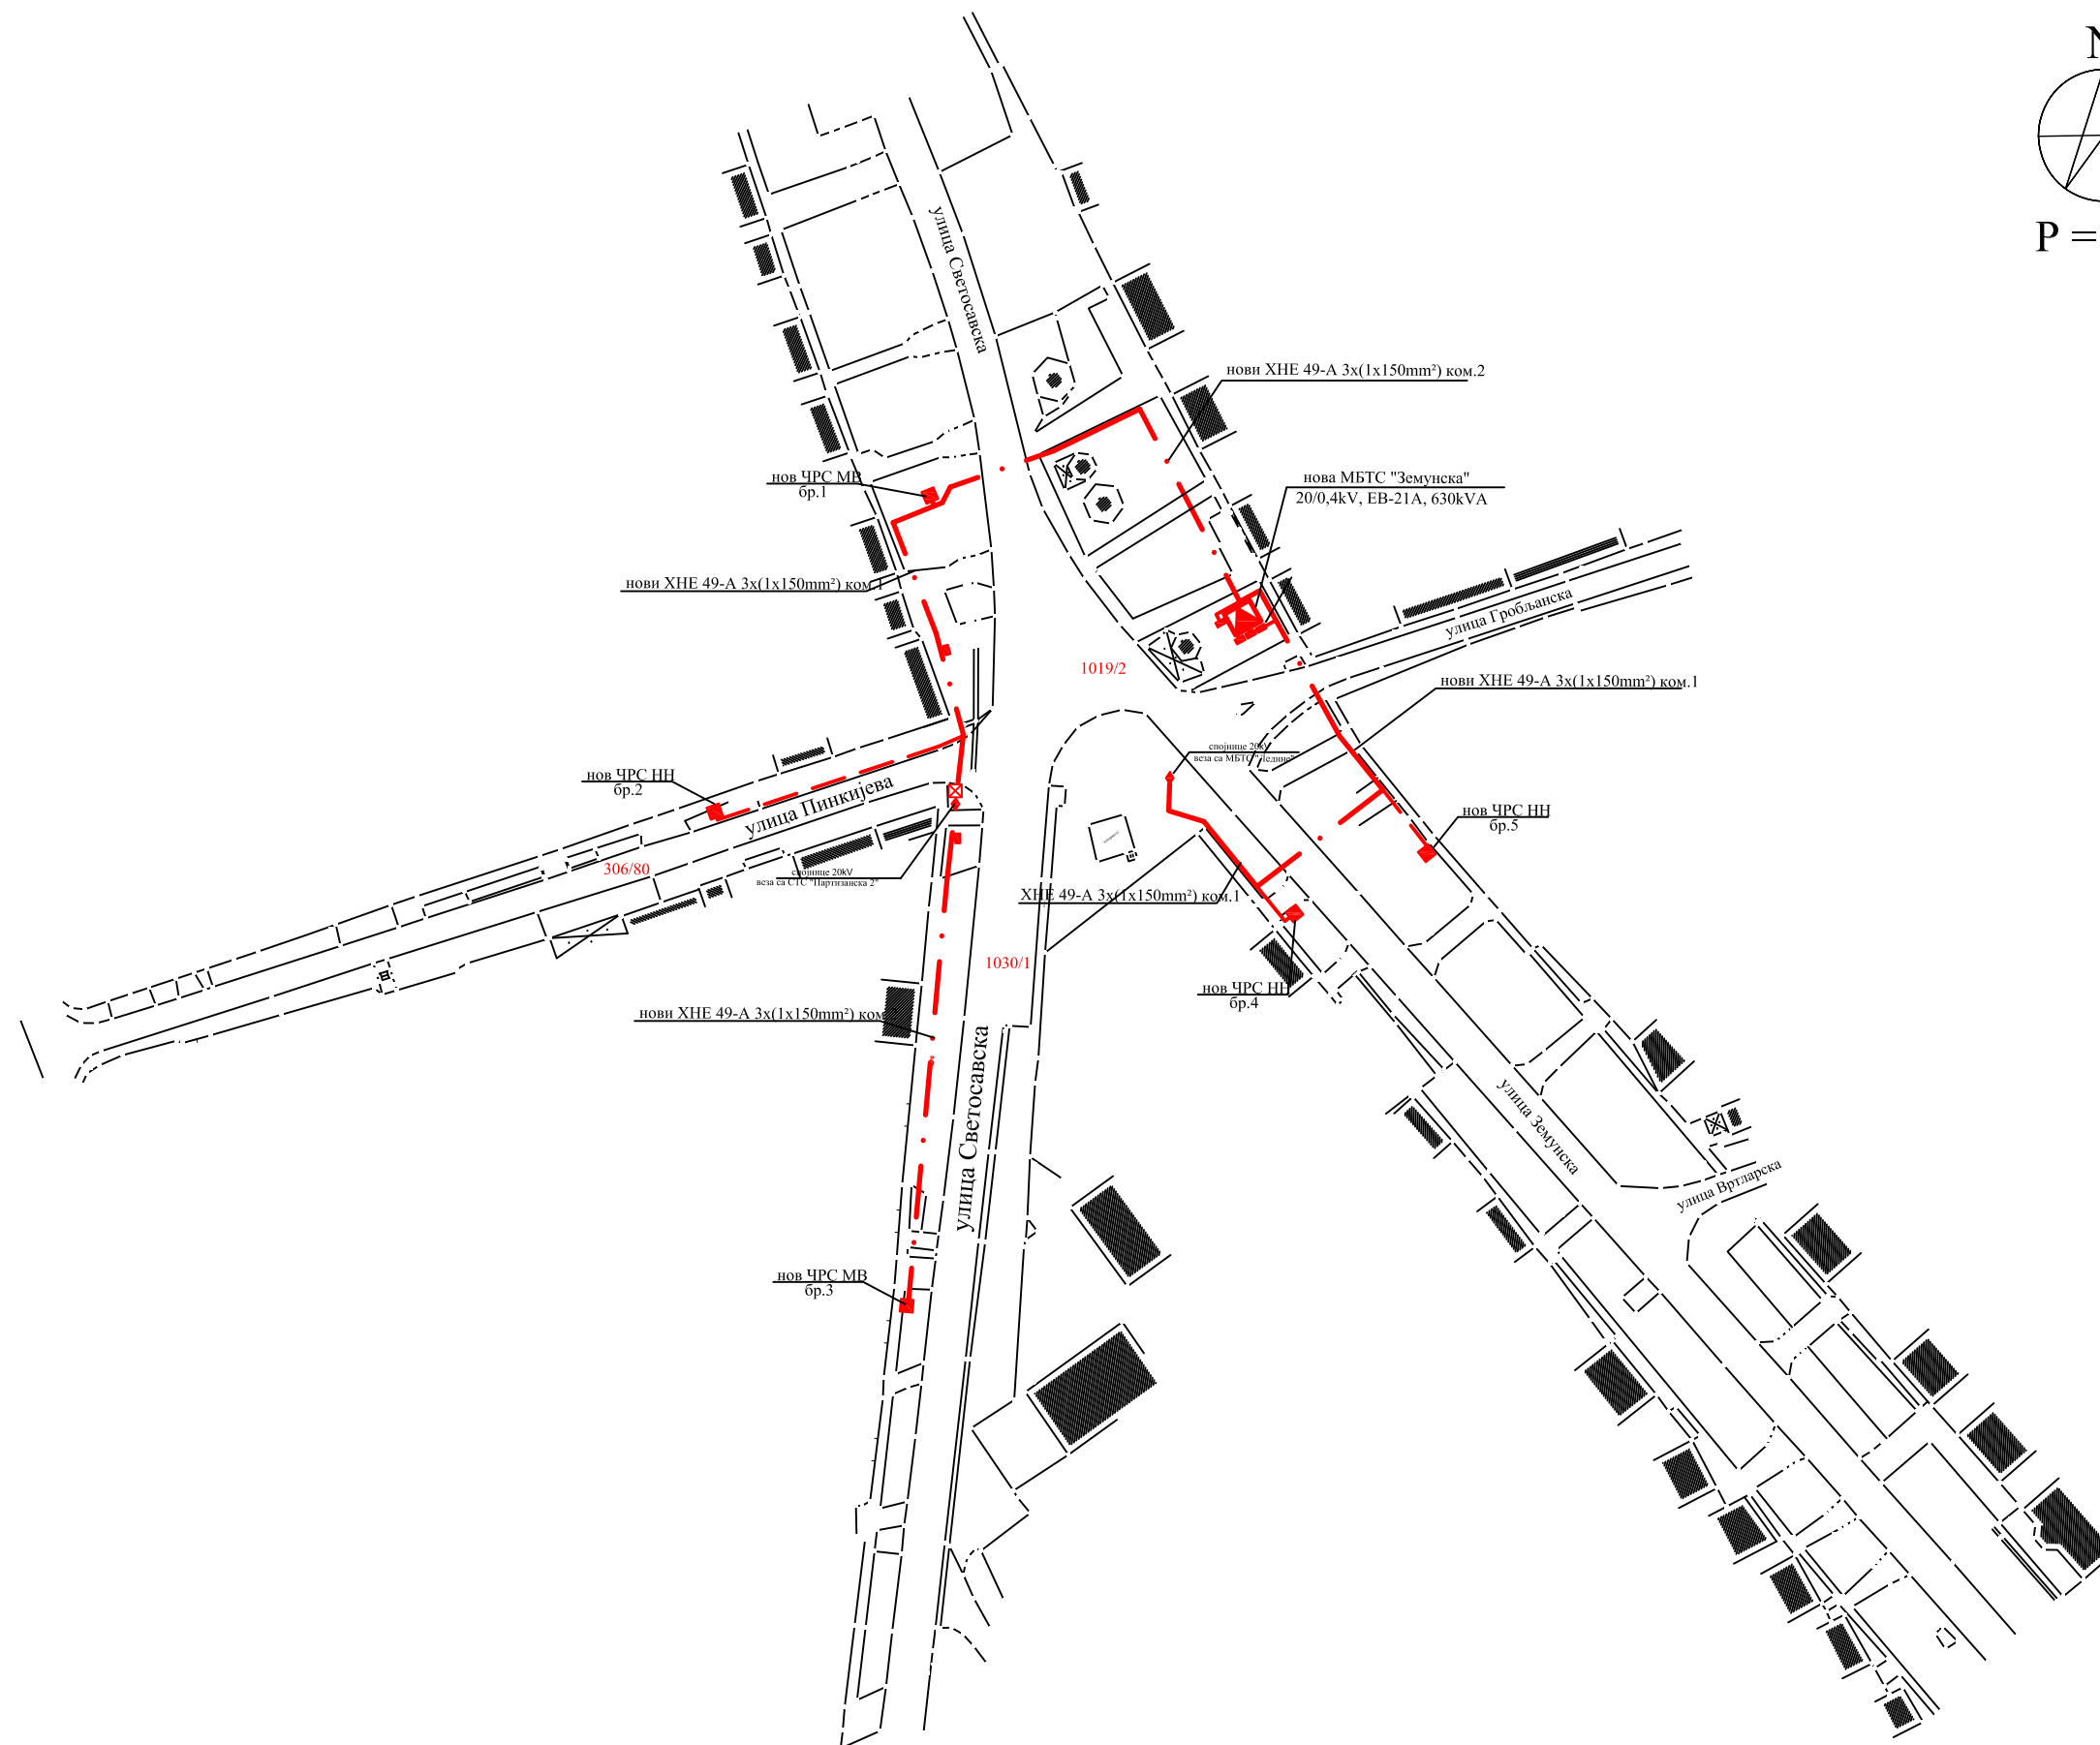 N
P =
улица Светосавска
нови ХНЕ 49-А 3x(1x150mm²) ком.2
нов ЧРС МВ
бр.1
нова МБТС "Земунска"
20/0,4kV, ЕВ-21А, 630kVA
нови ХНЕ 49-А 3x(1x150mm²) ком.1
улица Гробљанска
1019/2
нови ХНЕ 49-А 3x(1x150mm²) ком.1
спојнице 20kV
веза са МБТС
нов ЧРС НН
бр.2
улица Пинкијева
нов ЧРС НН
бр.5
306/80
спојнице 20kV
веза са СТС "Партизанска 2"
ХНЕ 49-А 3x(1x150mm²) ком.1
1030/1
нов ЧРС НН
бр.4
нови ХНЕ 49-А 3x(1x150mm²) ком
улица Светосавска
улица Земунска
улица Вртларска
нов ЧРС МВ
бр.3